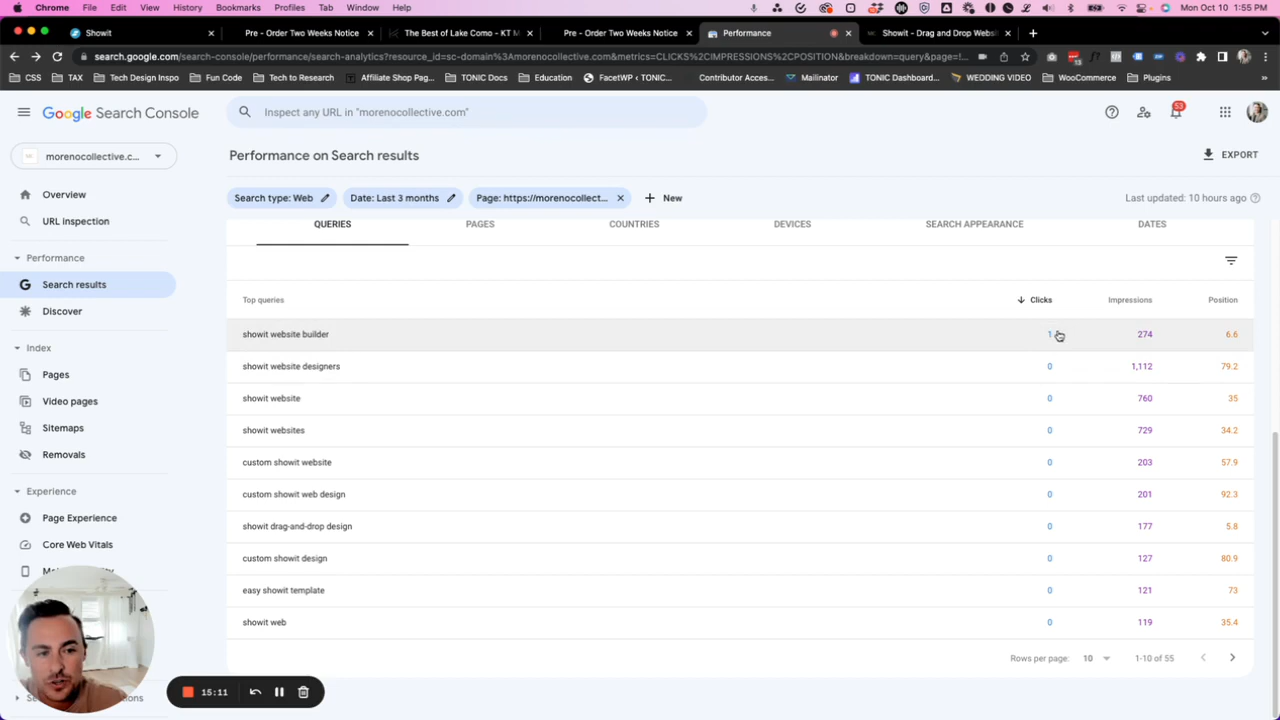 Chrome File Edit View History Bookmarks Profiles Tab Window Help Mon Oct 10 1:55 PM
Showit Pre - Order Two Weeks Notice The Best of Lake Como - KT M Pre - Order Two Weeks Notice Performance Showit - Drag and Drop Websi
search.google.com/search-console/performance/search-analytics?resource_id=sc-domain%3Amorenocollective.com&metrics=CLICKS%2CIMPRESSIONS%2CPOSITION&breakdown=query&page=!...
CSS TAX Tech Design Inspo Fun Code Tech to Research Affiliate Shop Pag... TONIC Docs Education FacetWP ‹ TONIC... Contributor Acces... Mailinator TONIC Dashboard... WEDDING VIDEO WooCommerce Plugins
Google Search Console
Inspect any URL in "morenocollective.com"
53
morenocollective.c...
Performance on Search results
EXPORT
Search type: Web
Date: Last 3 months
Page: https://morenocollect...
New
Last updated: 10 hours ago
Overview
URL inspection
Performance
Search results
Discover
Index
Pages
Video pages
Sitemaps
Removals
Experience
Page Experience
Core Web Vitals
QUERIES PAGES COUNTRIES DEVICES SEARCH APPEARANCE DATES
Top queries Clicks Impressions Position
showit website builder 1 274 6.6
showit website designers 0 1,112 79.2
showit website 0 760 35
showit websites 0 729 34.2
custom showit website 0 203 57.9
custom showit web design 0 201 92.3
showit drag-and-drop design 0 177 5.8
custom showit design 0 127 80.9
easy showit template 0 121 73
showit web 0 119 35.4
Rows per page: 10 1-10 of 55
15:11